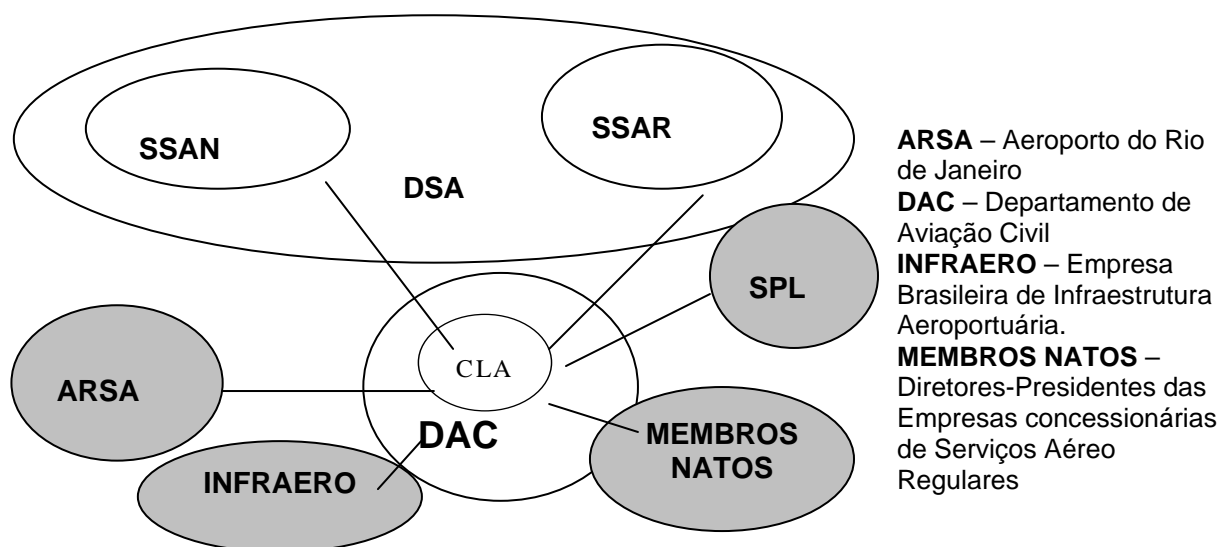 SSAN
SSAR
DSA
SPL
CLA
ARSA
DAC
MEMBROS
NATOS
INFRAERO
ARSA – Aeroporto do Rio
de Janeiro
DAC – Departamento de
Aviação Civil
INFRAERO – Empresa
Brasileira de Infraestrutura
Aeroportuária.
MEMBROS NATOS –
Diretores-Presidentes das
Empresas concessionárias
de Serviços Aéreo
Regulares